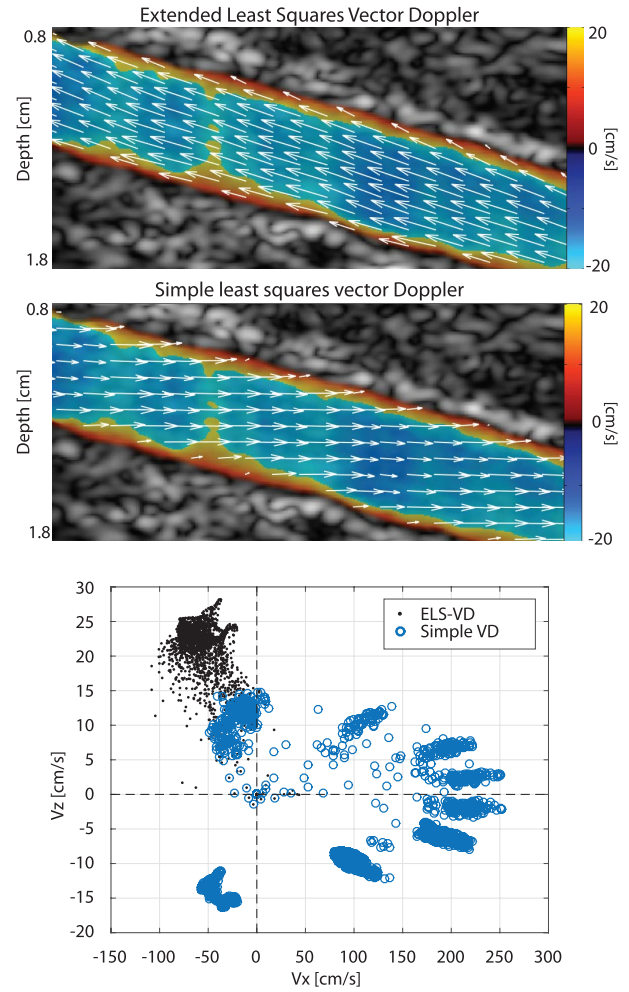 Extended Least Squares Vector Doppler
0.8
Depth [cm]
1.8
20
0
[cm/s]
-20
Simple least squares vector Doppler
0.8
Depth [cm]
1.8
20
0
[cm/s]
-20
30
25
20
15
10
5
0
-5
-10
-15
-20
Vz [cm/s]
ELS-VD
Simple VD
-150 -100 -50 0 50 100 150 200 250 300
Vx [cm/s]